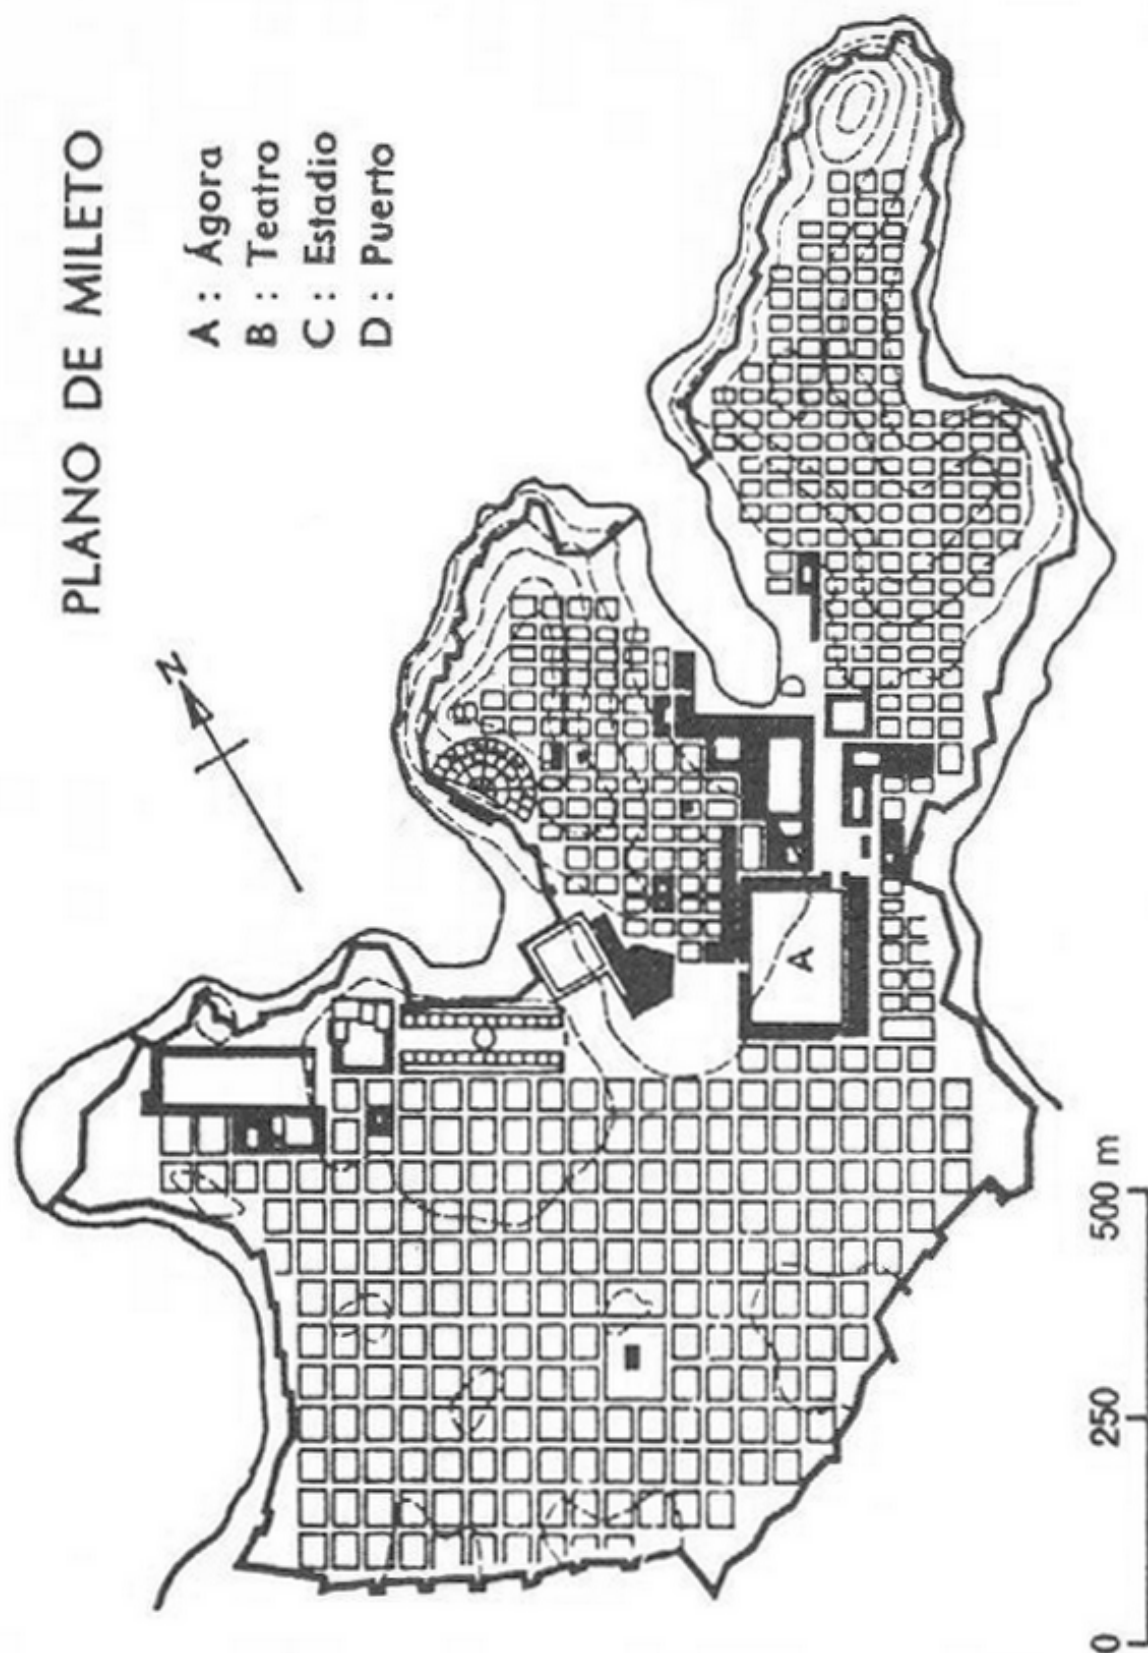 PLANO DE MILETO
A : Ágora
B : Teatro
C : Estadio
D : Puerto
N
B
A
0 250 500 m